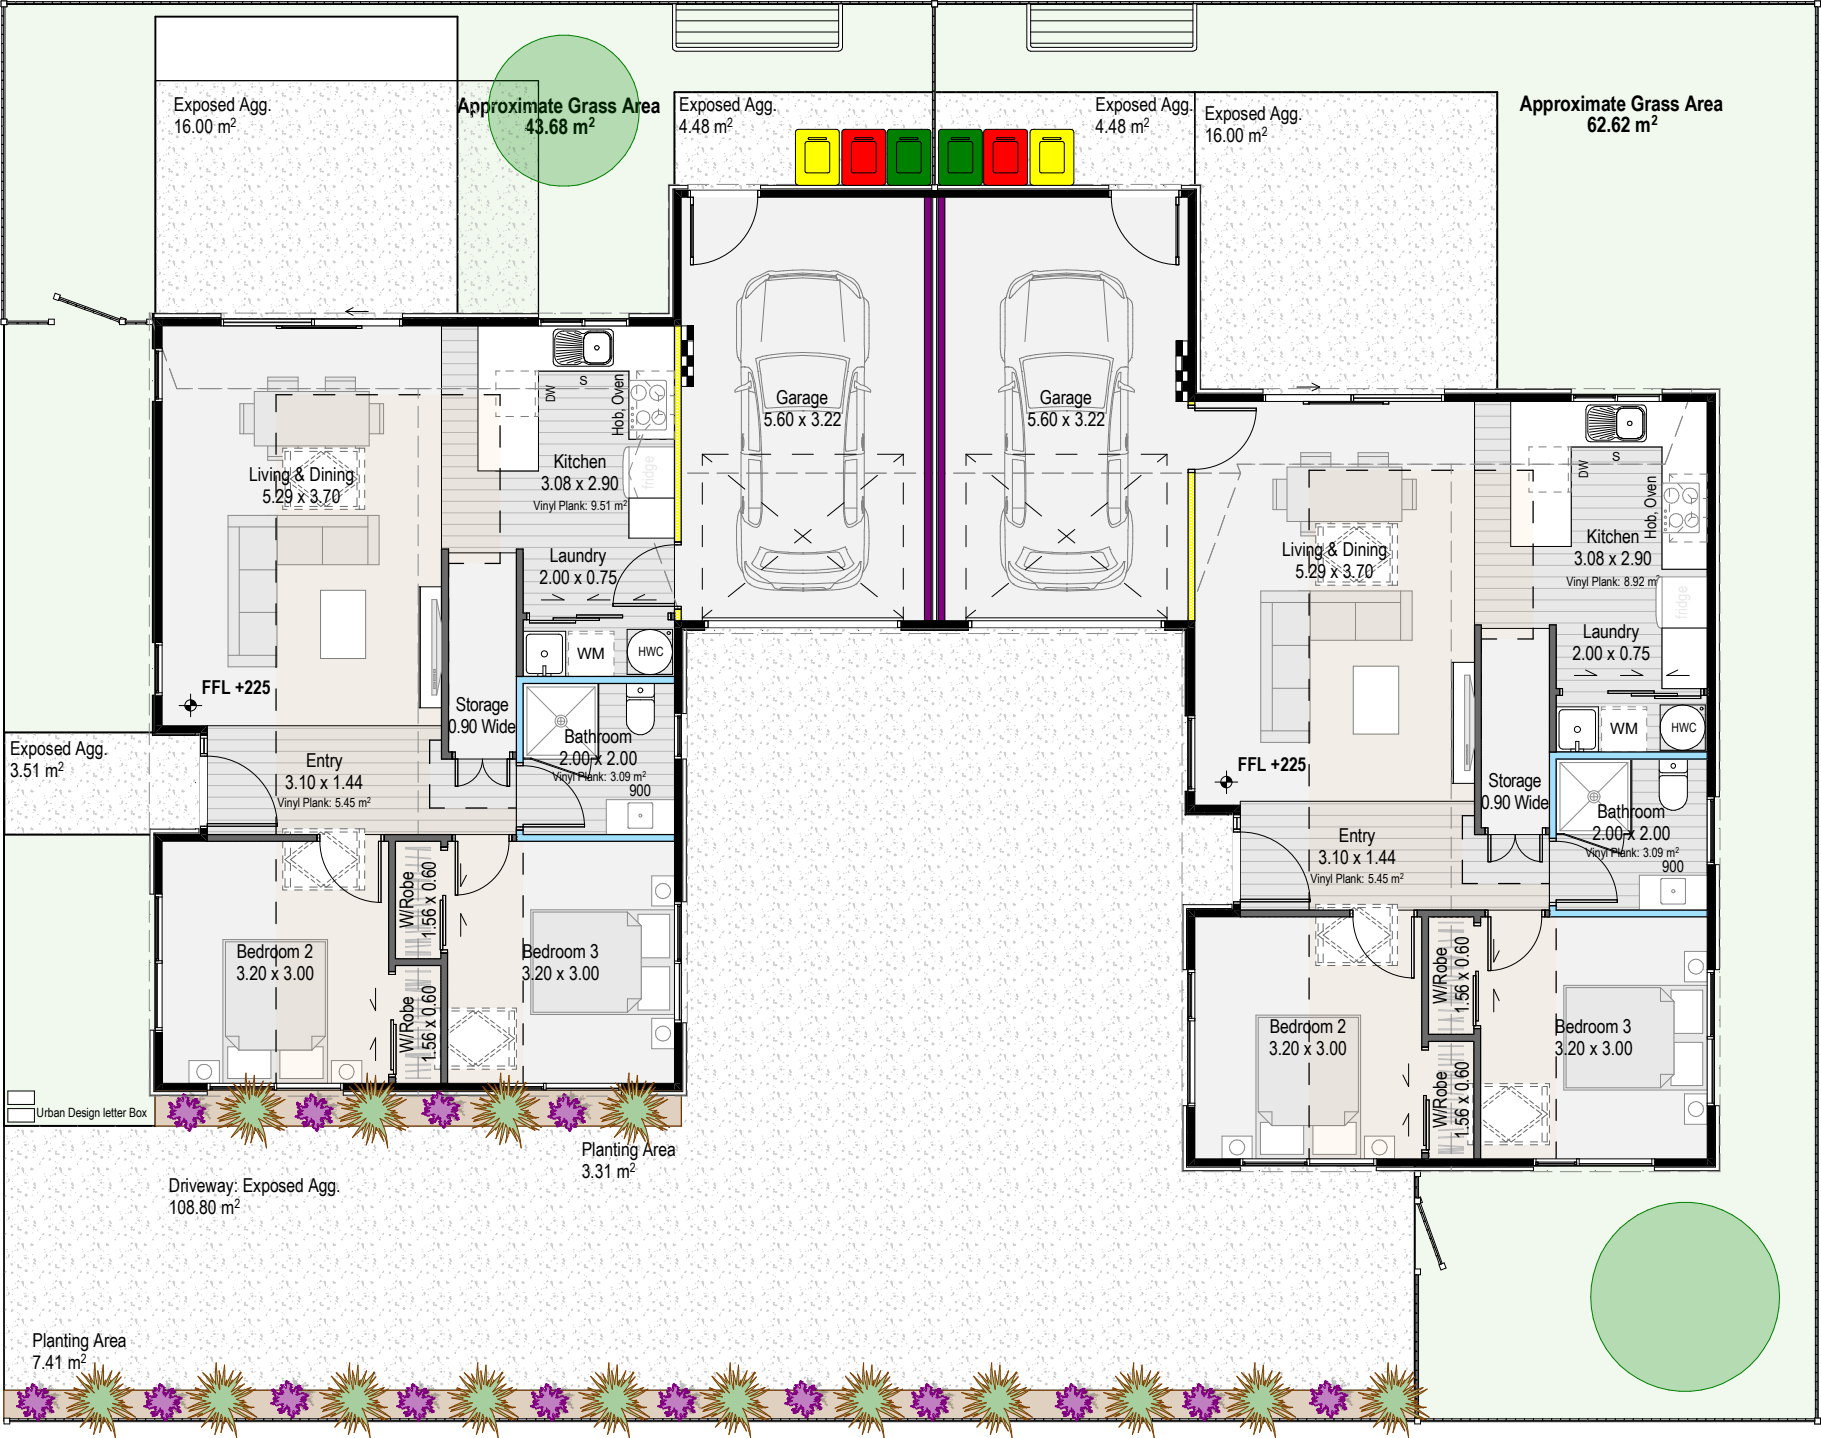 Exposed Agg.
16.00 m²
Approximate Grass Area
43.68 m²
Exposed Agg.
4.48 m²
Exposed Agg.
4.48 m²
Exposed Agg.
16.00 m²
Approximate Grass Area
62.62 m²
Garage
5.60 x 3.22
Garage
5.60 x 3.22
S
DW
Hob, Oven
Kitchen
3.08 x 2.90
Vinyl Plank: 9.51 m²
fridge
Living & Dining
5.29 x 3.70
Laundry
2.00 x 0.75
WM
HWC
FFL +225
Storage
0.90 Wide
Bathroom
2.00 x 2.00
Vinyl Plank: 3.09 m²
900
Exposed Agg.
3.51 m²
Entry
3.10 x 1.44
Vinyl Plank: 5.45 m²
W/Robe
1.56 x 0.60
W/Robe
1.56 x 0.60
Bedroom 2
3.20 x 3.00
Bedroom 3
3.20 x 3.00
S
DW
Hob, Oven
Kitchen
3.08 x 2.90
Vinyl Plank: 8.92 m²
fridge
Living & Dining
5.29 x 3.70
Laundry
2.00 x 0.75
WM
HWC
FFL +225
Storage
0.90 Wide
Bathroom
2.00 x 2.00
Vinyl Plank: 3.09 m²
900
Entry
3.10 x 1.44
Vinyl Plank: 5.45 m²
W/Robe
1.56 x 0.60
W/Robe
1.56 x 0.60
Bedroom 2
3.20 x 3.00
Bedroom 3
3.20 x 3.00
Urban Design letter Box
Planting Area
3.31 m²
Driveway: Exposed Agg.
108.80 m²
Planting Area
7.41 m²